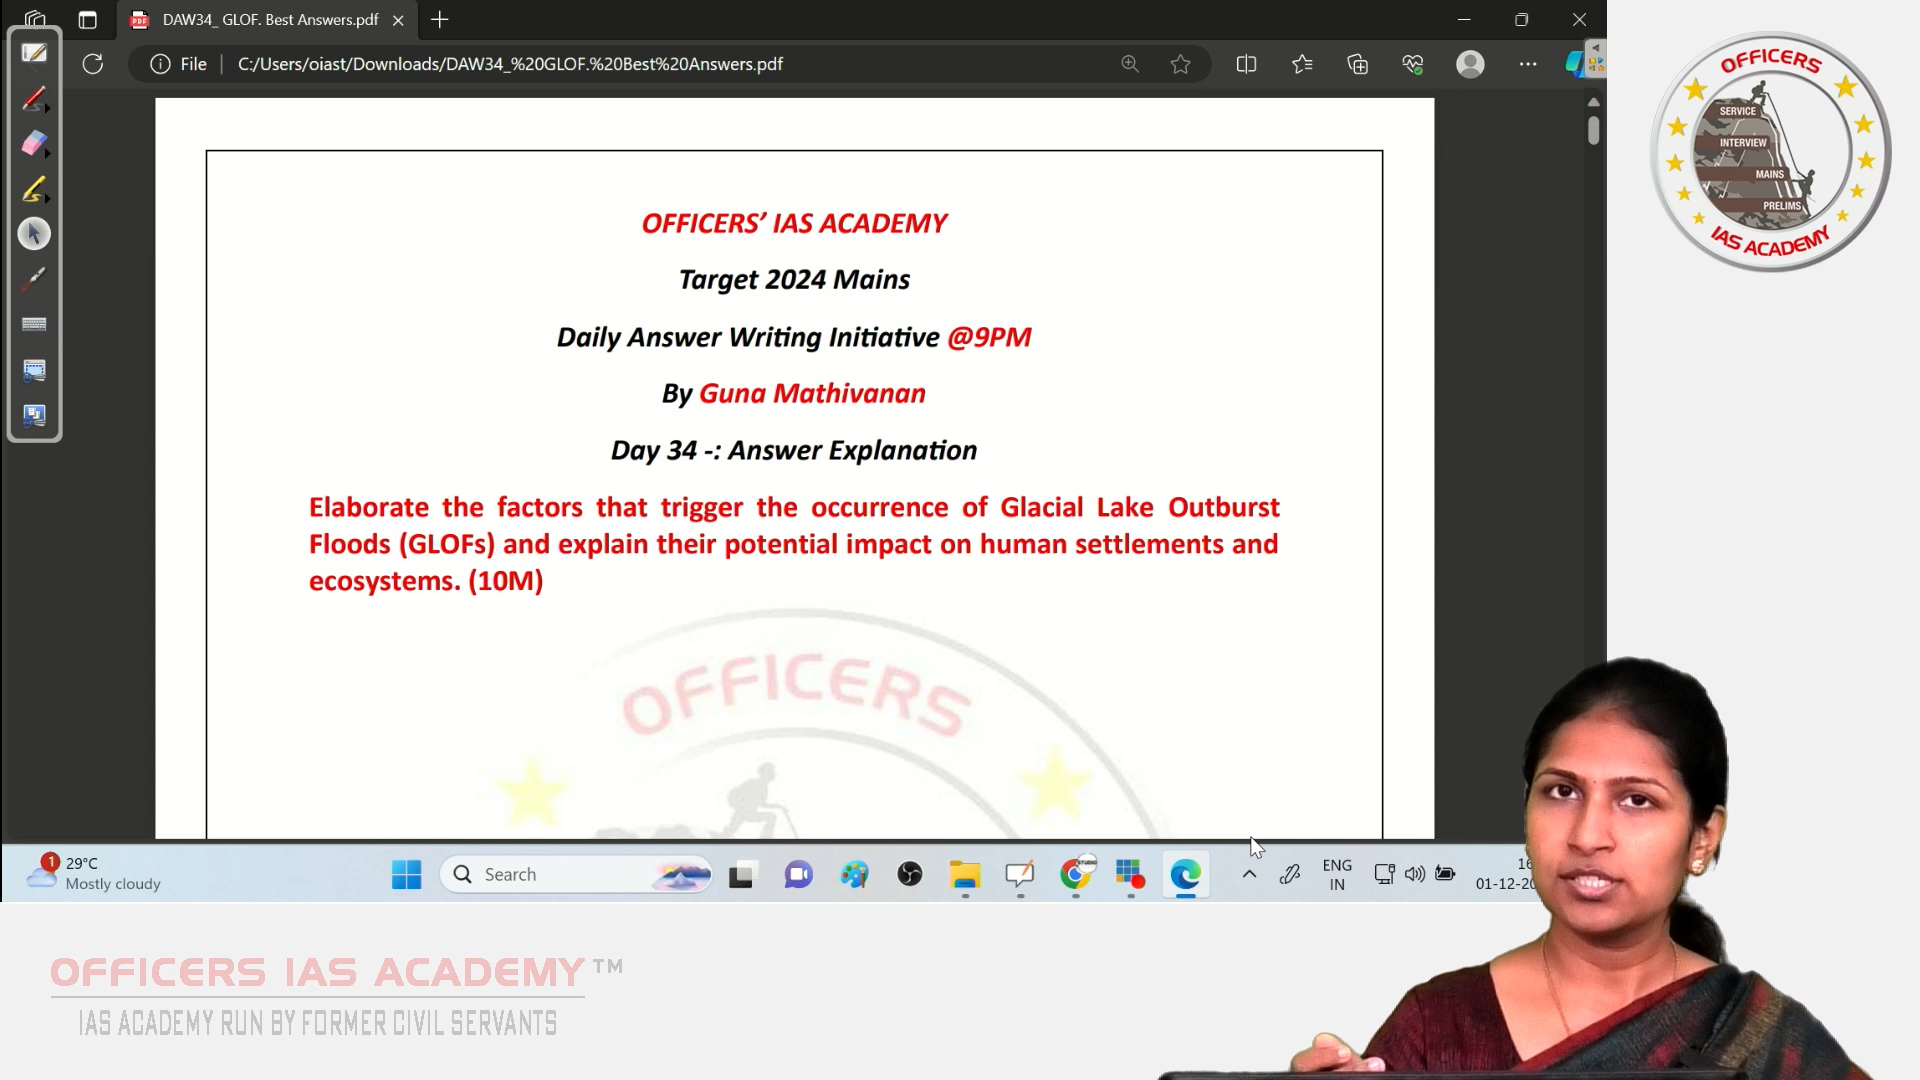 DAW34_ GLOF. Best Answers.pdf
File
C:/Users/oiast/Downloads/DAW34_%20GLOF.%20Best%20Answers.pdf
OFFICERS
SERVICE
INTERVIEW
MAINS
PRELIMS
IAS ACADEMY
OFFICERS' IAS ACADEMY
Target 2024 Mains
Daily Answer Writing Initiative @9PM
By Guna Mathivanan
Day 34 -: Answer Explanation
Elaborate the factors that trigger the occurrence of Glacial Lake Outburst
Floods (GLOFs) and explain their potential impact on human settlements and
ecosystems. (10M)
OFFICERS
1
29°C
Mostly cloudy
Search
ENG
IN
OFFICERS IAS ACADEMY™
IAS ACADEMY RUN BY FORMER CIVIL SERVANTS